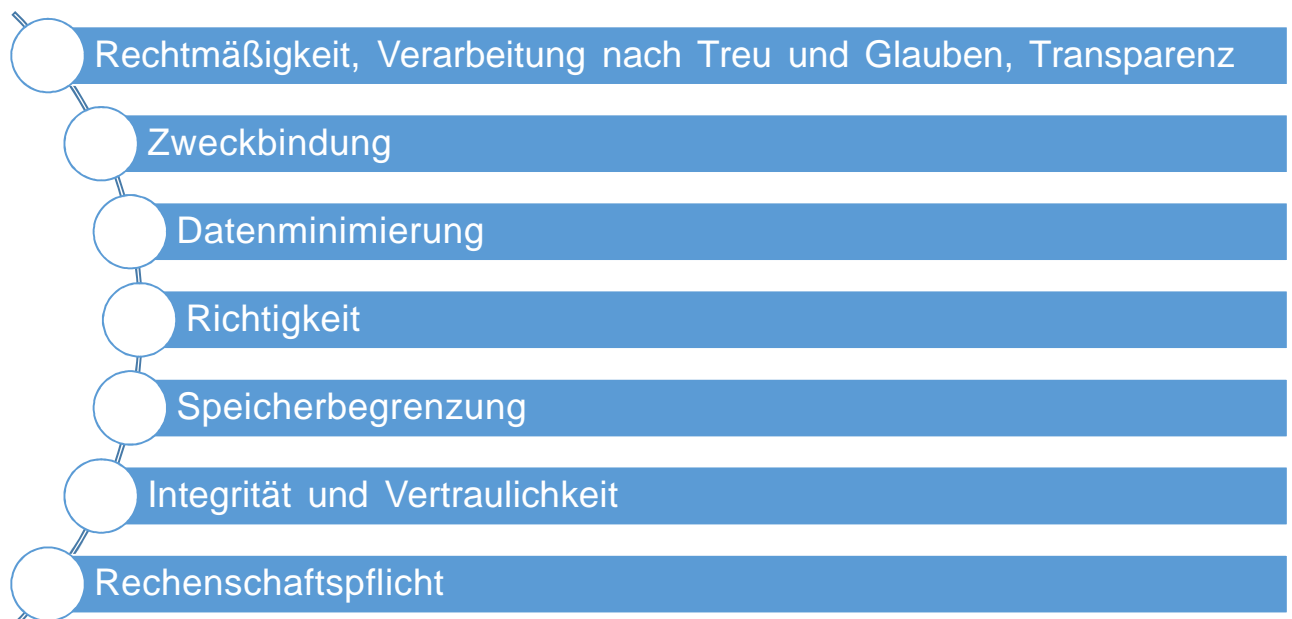 Rechtmäßigkeit, Verarbeitung nach Treu und Glauben, Transparenz
Zweckbindung
Datenminimierung
Richtigkeit
Speicherbegrenzung
Integrität und Vertraulichkeit
Rechenschaftspflicht